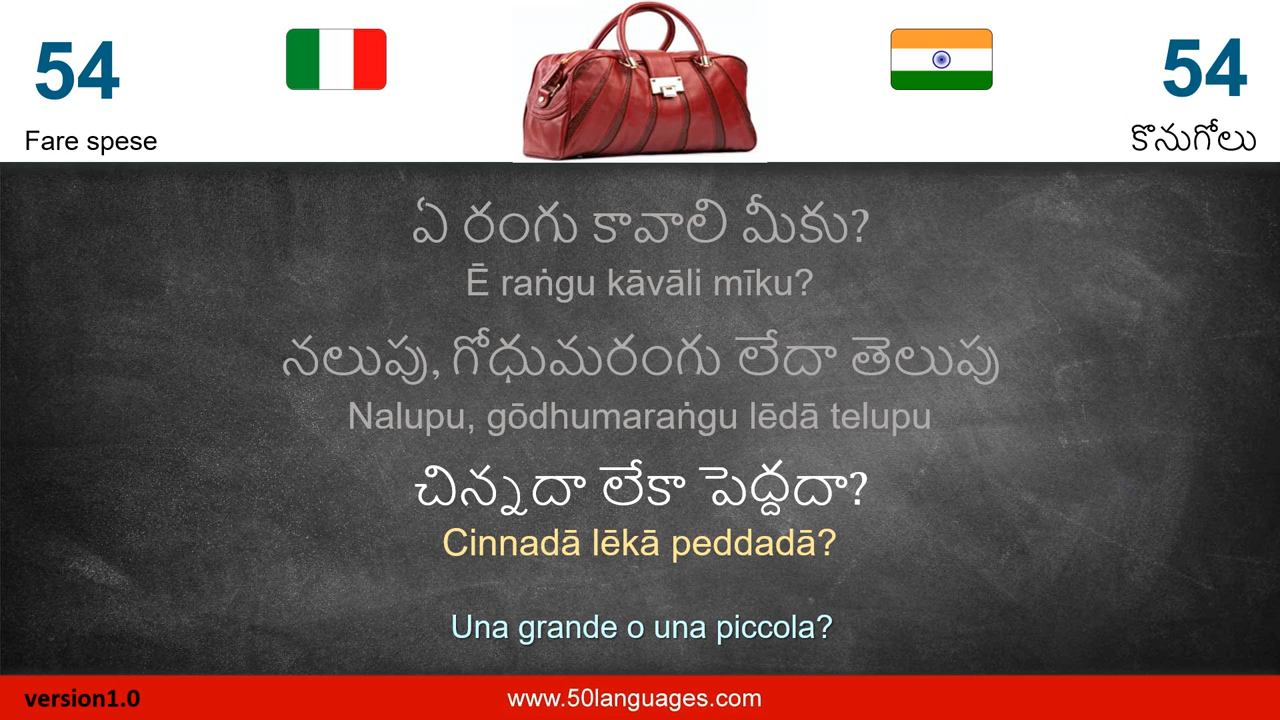 54
54
Fare spese
కొనుగోలు
ఏ రంగు కావాలి మీకు?
Ē raṅgu kāvāli mīku?
నలుపు, గోధుమరంగు లేదా తెలుపు
Nalupu, gōdhumaraṅgu lēdā telupu
చిన్నదా లేకా పెద్దదా?
Cinnadā lēkā peddadā?
Una grande o una piccola?
version1.0
www.50languages.com